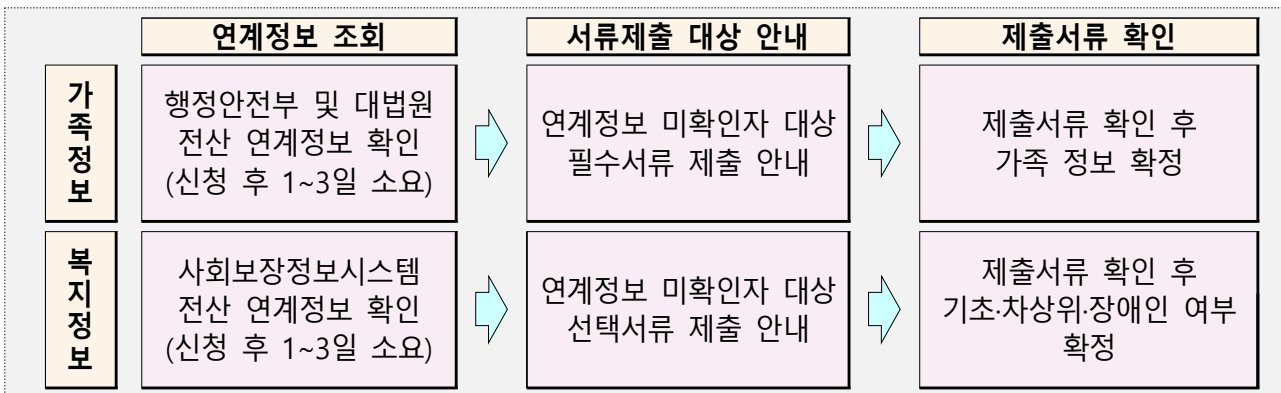 연계정보 조회
서류제출 대상 안내
제출서류 확인
가족정보
행정안전부 및 대법원
전산 연계정보 확인
(신청 후 1~3일 소요)
연계정보 미확인자 대상
필수서류 제출 안내
제출서류 확인 후
가족 정보 확정
복지정보
사회보장정보시스템
전산 연계정보 확인
(신청 후 1~3일 소요)
연계정보 미확인자 대상
선택서류 제출 안내
제출서류 확인 후
기초·차상위·장애인 여부
확정